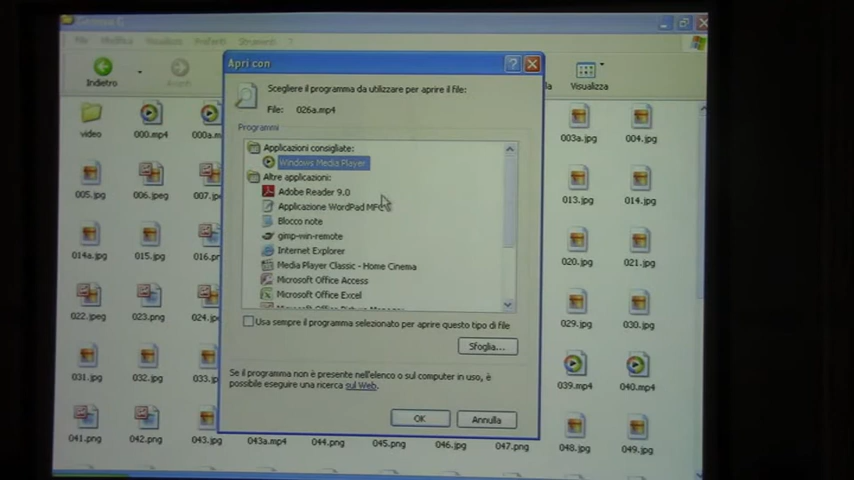 Genova G
File Modifica Visualizza Preferiti Strumenti ?
Indietro
Avanti
Visualizza
Apri con
Scegliere il programma da utilizzare per aprire il file:
File: 026a.mp4
Programmi
Applicazioni consigliate:
Windows Media Player
Altre applicazioni:
Adobe Reader 9.0
Applicazione WordPad MFC
Blocco note
gimp-win-remote
Internet Explorer
Media Player Classic - Home Cinema
Microsoft Office Access
Microsoft Office Excel
Usa sempre il programma selezionato per aprire questo tipo di file
Sfoglia...
Se il programma non è presente nell'elenco o sul computer in uso, è
possibile eseguire una ricerca sul Web.
OK Annulla
video 000.mp4 000a.m 003a.jpg 004.jpg
005.jpg 006.jpg 007.jp 013.jpg 014.jpg
014a.jpg 015.jpg 016.pn 020.jpg 021.jpg
022.jpeg 023.png 024.j 029.jpg 030.jpg
031.jpg 032.jpg 033.j 039.mp4 040.mp4
041.png 042.png 043.jpg 043a.mp4 044.png 045.png 046.jpg 047.png 048.jpg 049.jpg